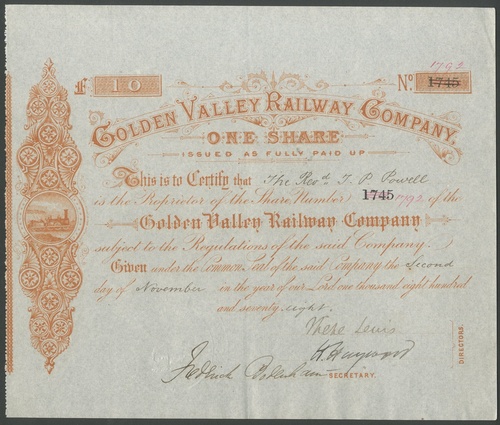 1792
£ 10 No. 1745
GOLDEN VALLEY RAILWAY COMPANY,
ONE SHARE
ISSUED AS FULLY PAID UP
This is to Certify that The Revd. T. P. Powell
is the Proprietor of the Share Number 1745 1792 of the
Golden Valley Railway Company
subject to the Regulations of the said Company.
Given under the Common Seal of the said Company the Second
day of November in the year of our Lord one thousand eight hundred
and seventy eight.
Lewis
DIRECTORS.
SECRETARY.